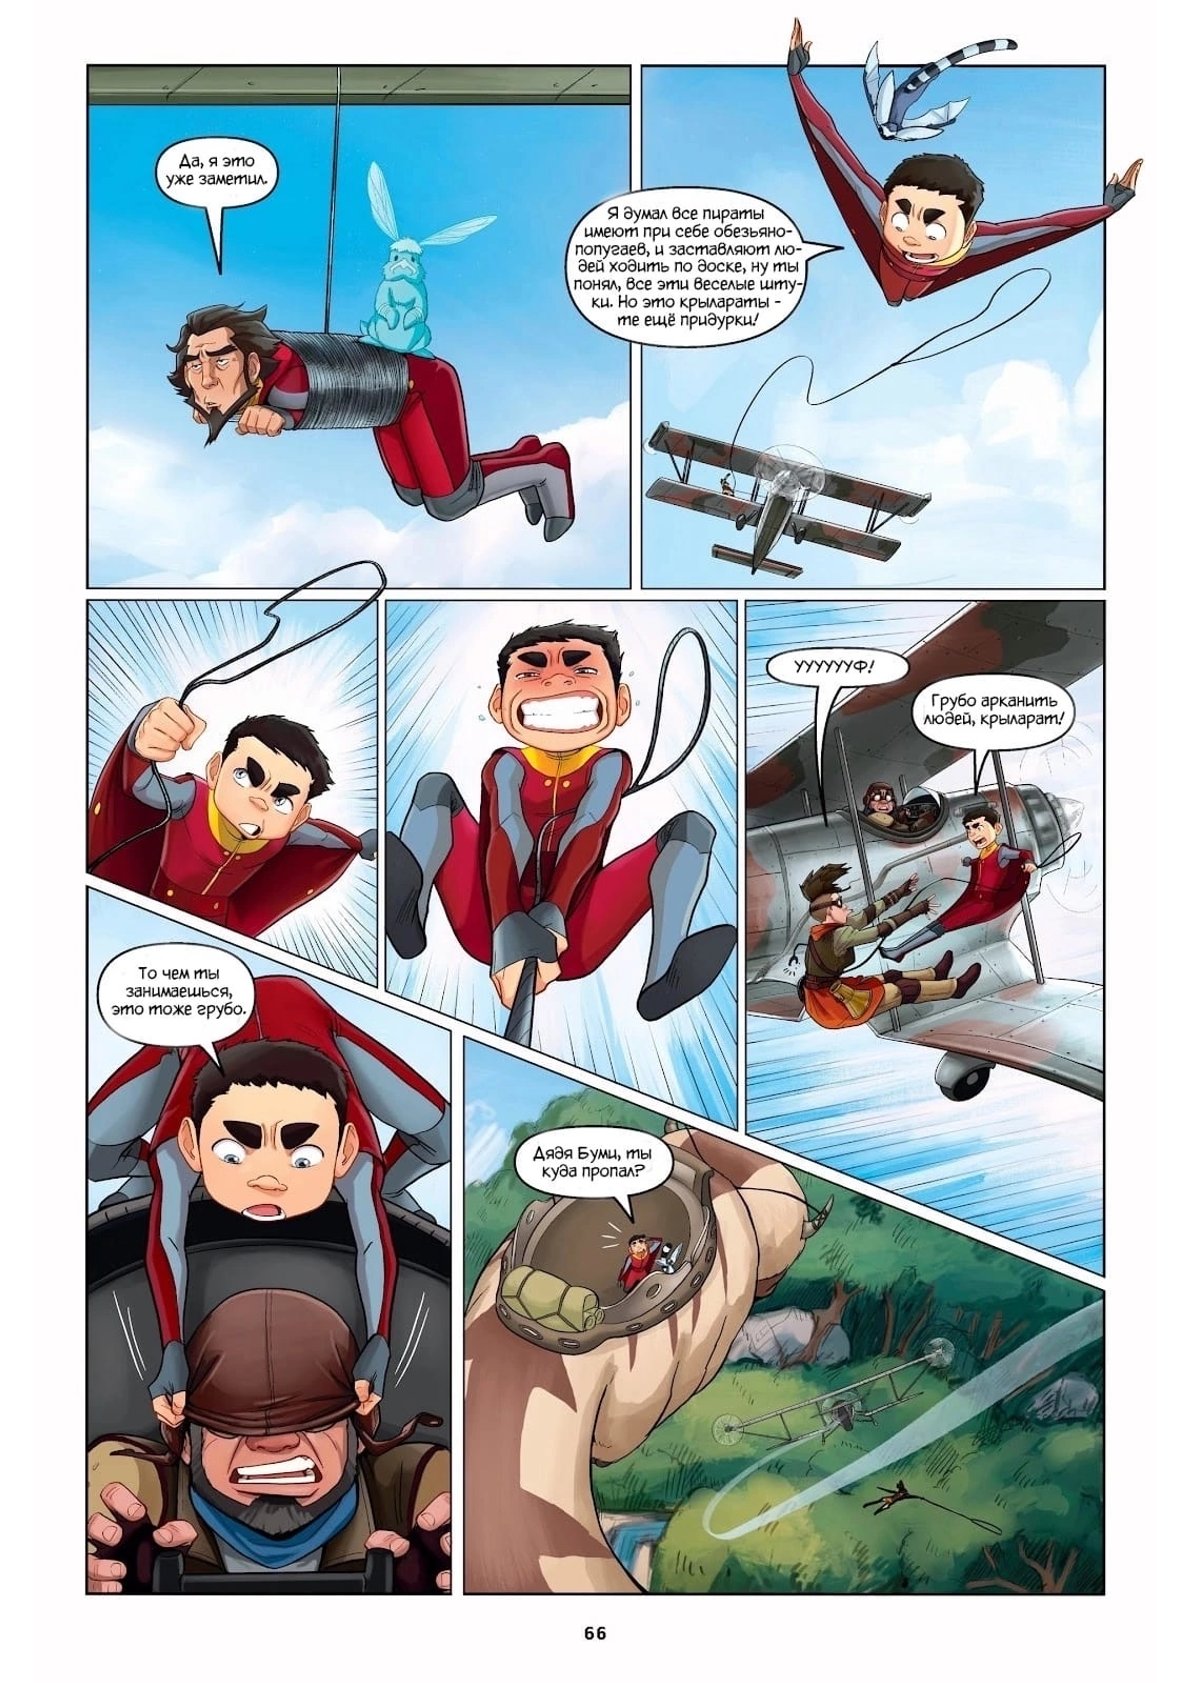 Да, я это
уже заметил.
Я думал все пираты
имеют при себе обезьяно-
попугаев, и заставляют лю-
дей ходить по доске, ну ты
понял, все эти веселые шту-
ки. Но это крылараты -
те ещё придурки!
УУУУУУУФ!
Грубо арканить
людей, крыларат!
То чем ты
занимаешься,
это тоже грубо.
Дядя Буми, ты
куда пропал?
66